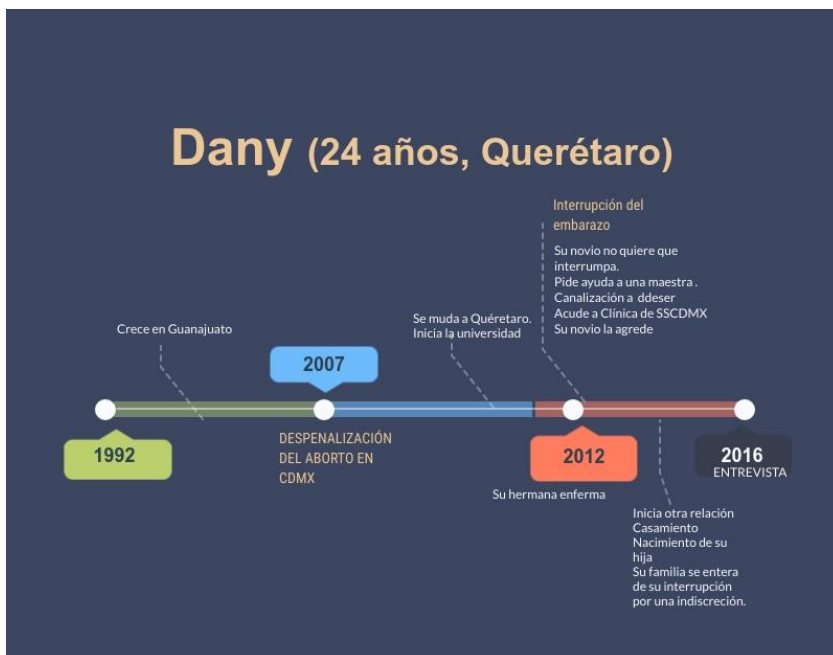 Dany (24 años, Querétaro)
Interrupción del
embarazo
Su novio no quiere que
interrumpa.
Pide ayuda a una maestra .
Canalización a ddeser
Acude a Clínica de SSCDMX
Su novio la agrede
Se muda a Quéretaro.
Inicia la universidad
Crece en Guanajuato
2007
1992
DESPENALIZACIÓN
DEL ABORTO EN
CDMX
2012
2016
ENTREVISTA
Su hermana enferma
Inicia otra relación
Casamiento
Nacimiento de su
hija
Su familia se entera
de su interrupción
por una indiscreción.